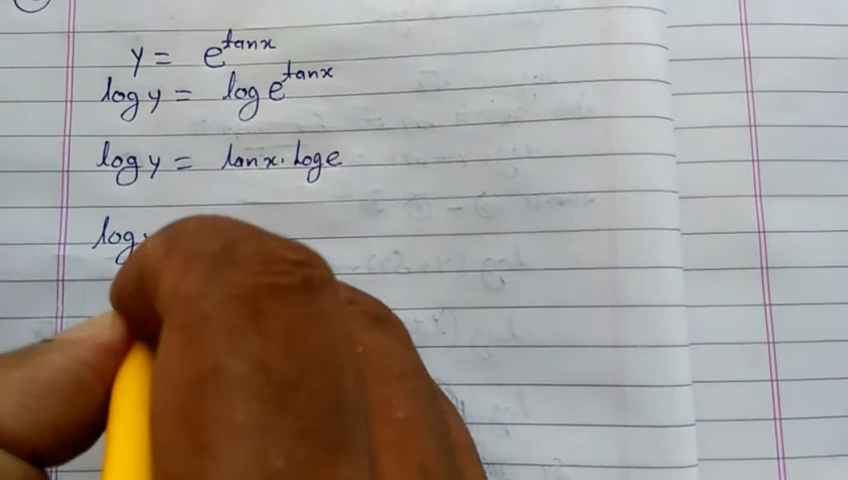 y = e^tanx
log y = log e^tanx
log y = tanx · loge
log